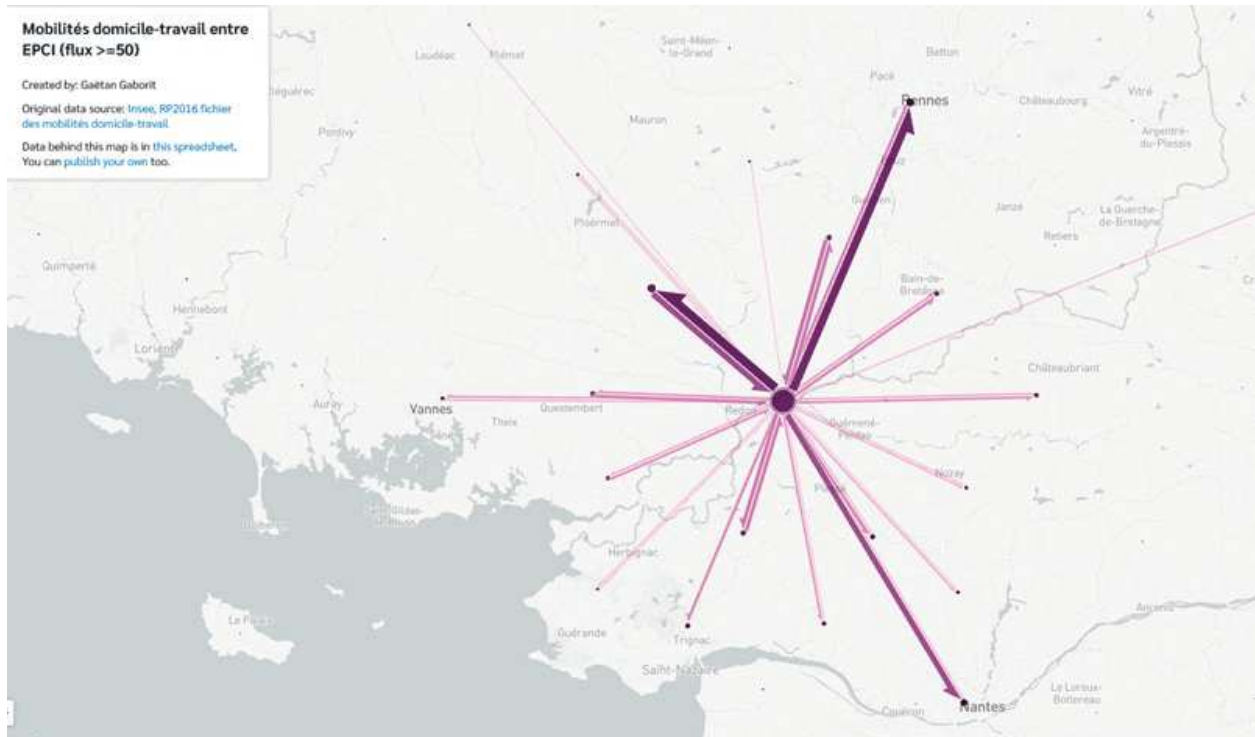 Mobilités domicile-travail entre
EPCI (flux >=50)
Created by: Gaëtan Gaborit
Original data source: Insee, RP2016 fichier
des mobilités domicile-travail
Data behind this map is in this spreadsheet.
You can publish your own too.
Loudéac
Saint-Méen-
le-Grand
Betton
Pacé
Rennes
Châteaubourg
Vitré
Pontivy
Mauron
Argentré-
du-Plessis
Janzé
La Guerche-
de-Bretagne
Ploërmel
Retiers
Quimperlé
Bain-de-
Bretagne
Hennebont
Lorient
Châteaubriant
Auray
Vannes
Questembert
Theix
Redon
Guémené-
Penfao
Nozay
Herbignac
Ancenis
Guérande
Trignac
Saint-Nazaire
Le Palais
Le Loroux-
Bottereau
Couëron
Nantes